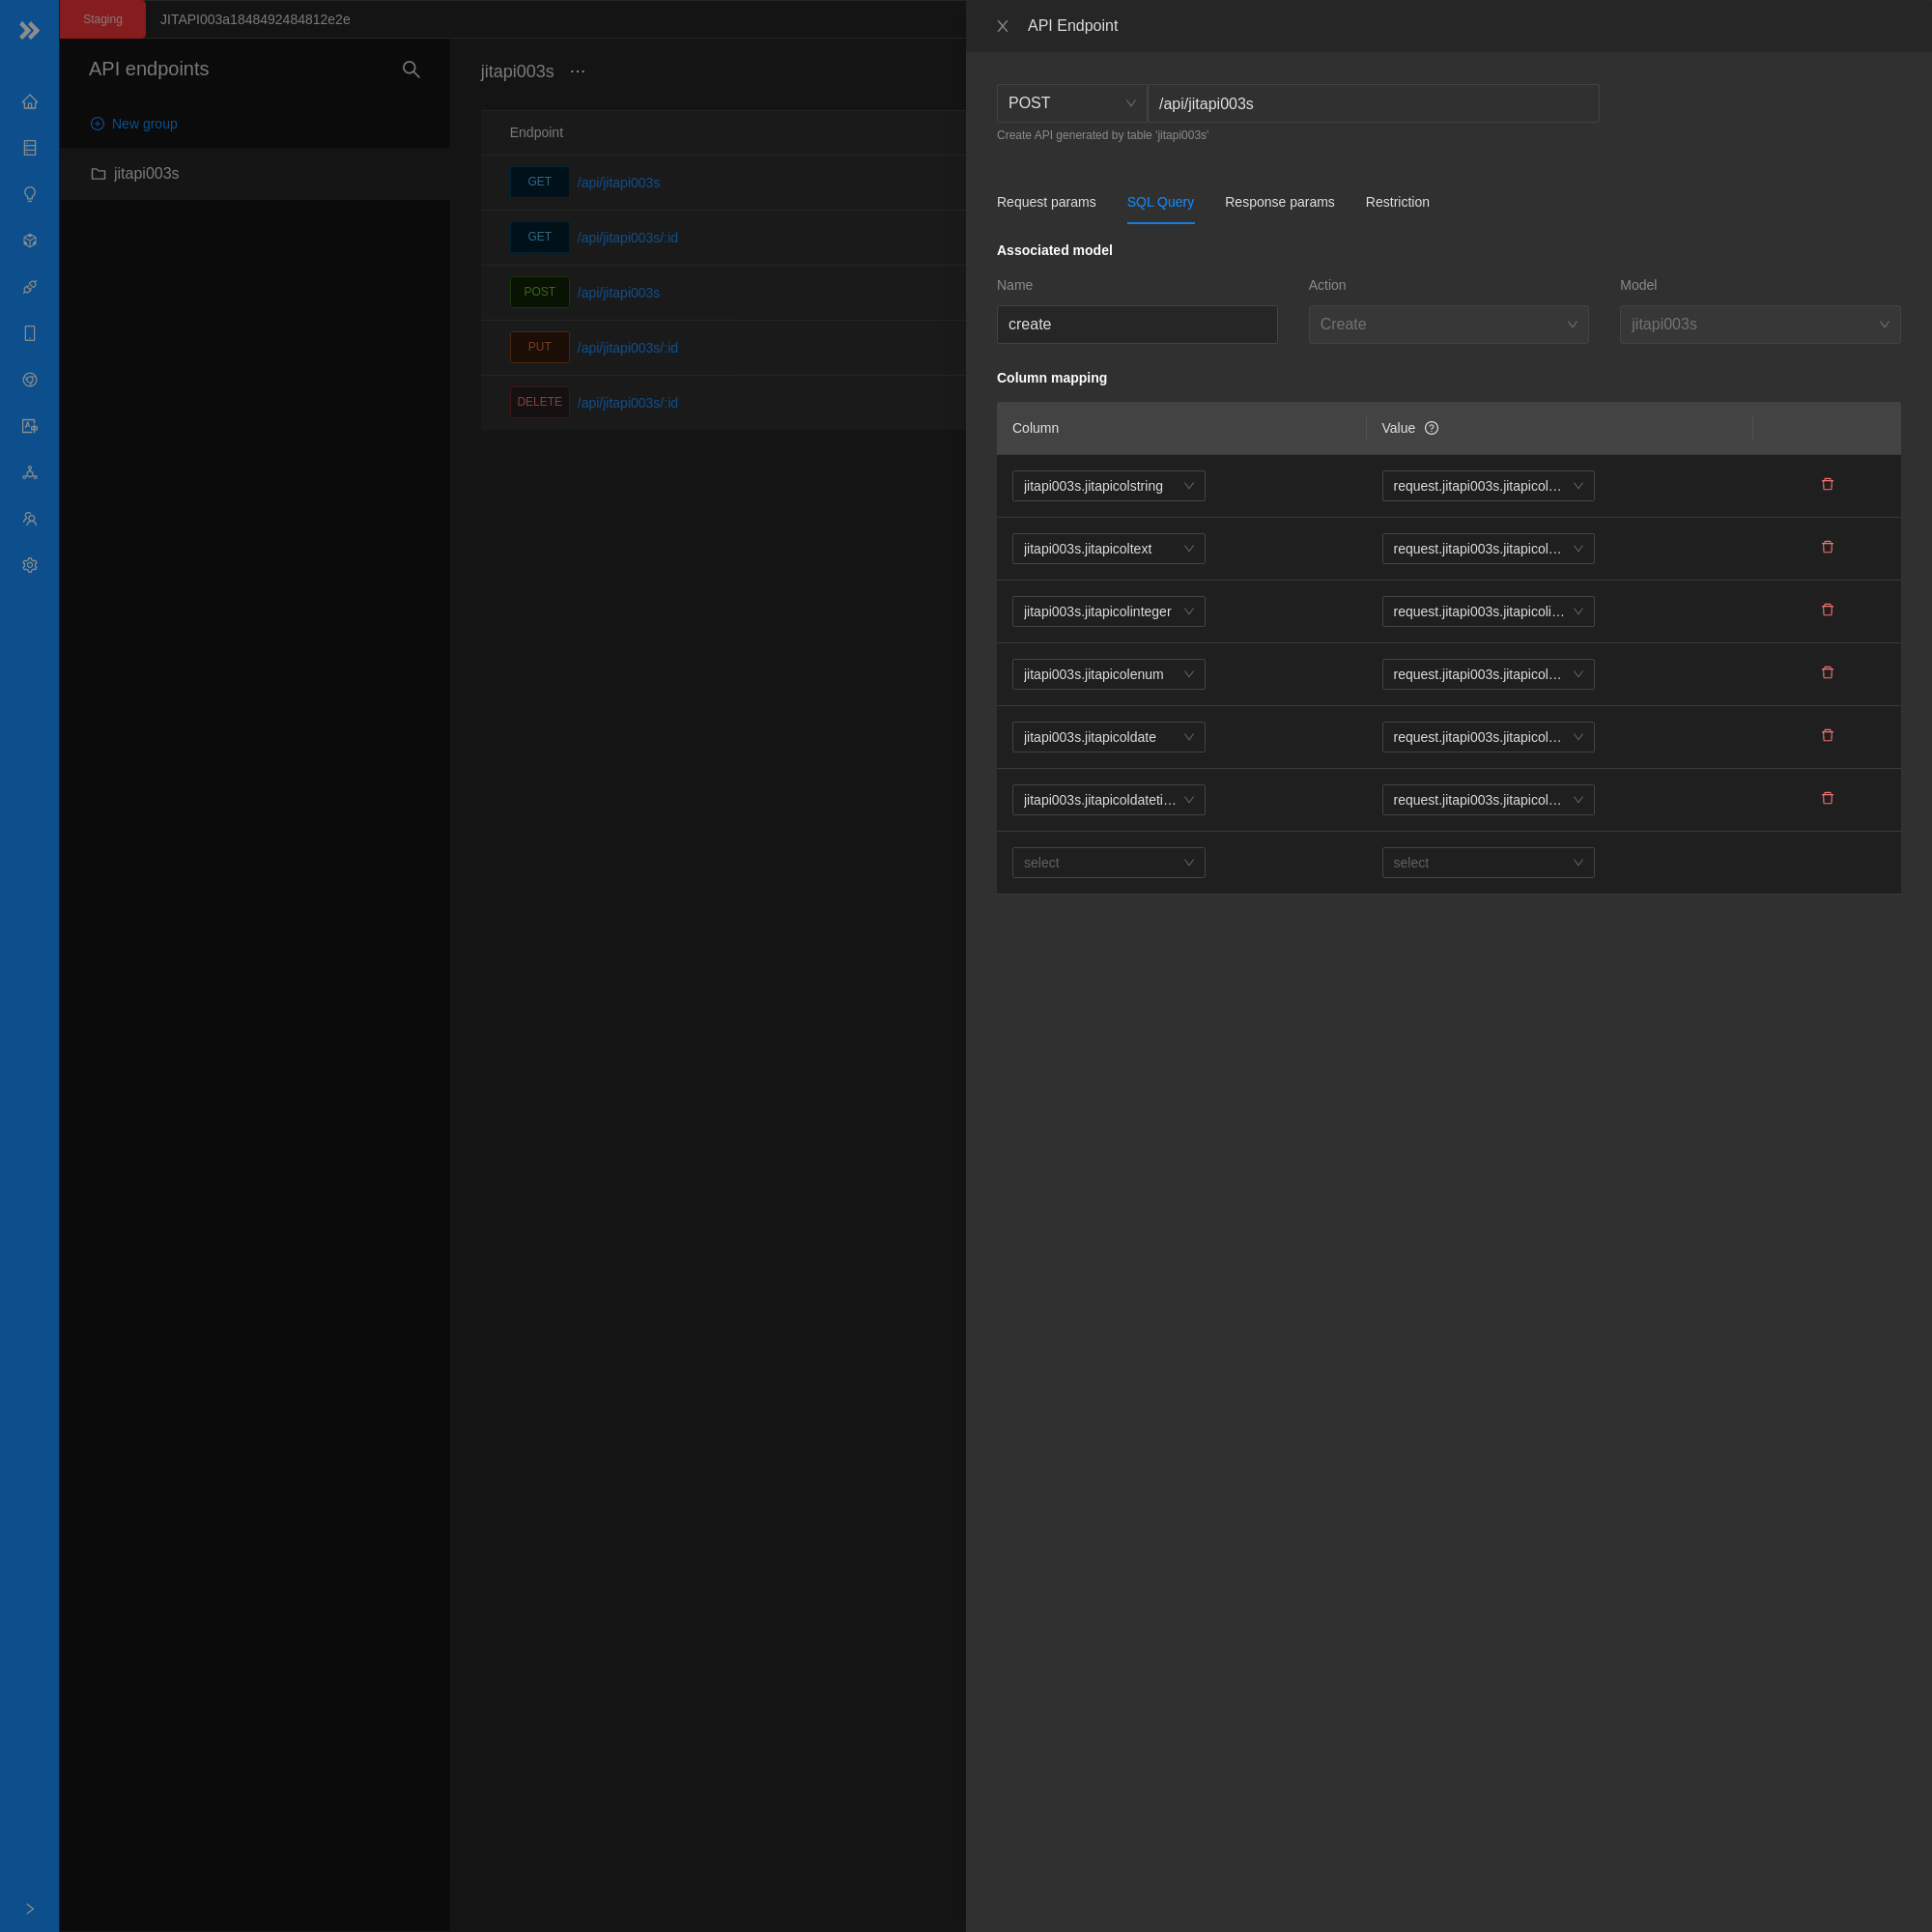 Staging
JITAPI003a1848492484812e2e
API endpoints
New group
jitapi003s
jitapi003s ···
Endpoint
GET /api/jitapi003s
GET /api/jitapi003s/:id
POST /api/jitapi003s
PUT /api/jitapi003s/:id
DELETE /api/jitapi003s/:id
API Endpoint
POST /api/jitapi003s
Create API generated by table 'jitapi003s'
Request params SQL Query Response params Restriction
Associated model
Name Action Model
create Create jitapi003s
Column mapping
Column Value
jitapi003s.jitapicolstring request.jitapi003s.jitapicol…
jitapi003s.jitapicoltext request.jitapi003s.jitapicol…
jitapi003s.jitapicolinteger request.jitapi003s.jitapicoli…
jitapi003s.jitapicolenum request.jitapi003s.jitapicol…
jitapi003s.jitapicoldate request.jitapi003s.jitapicol…
jitapi003s.jitapicoldateti… request.jitapi003s.jitapicol…
select select